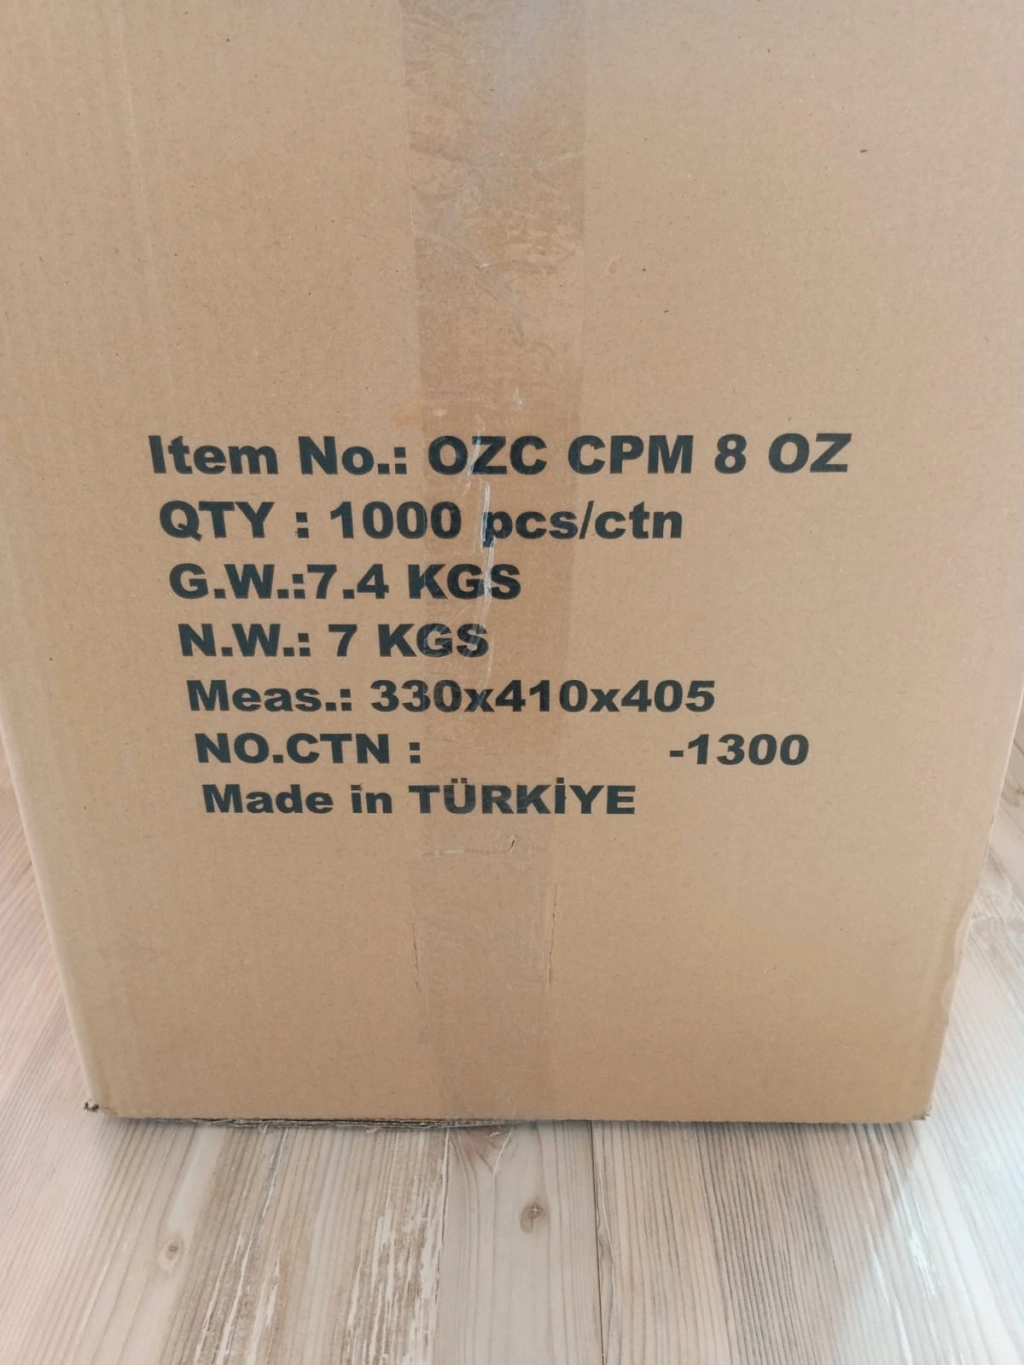 Item No.: OZC CPM 8 OZ
QTY : 1000 pcs/ctn
G.W.:7.4 KGS
N.W.: 7 KGS
Meas.: 330x410x405
NO.CTN : -1300
Made in TÜRKİYE